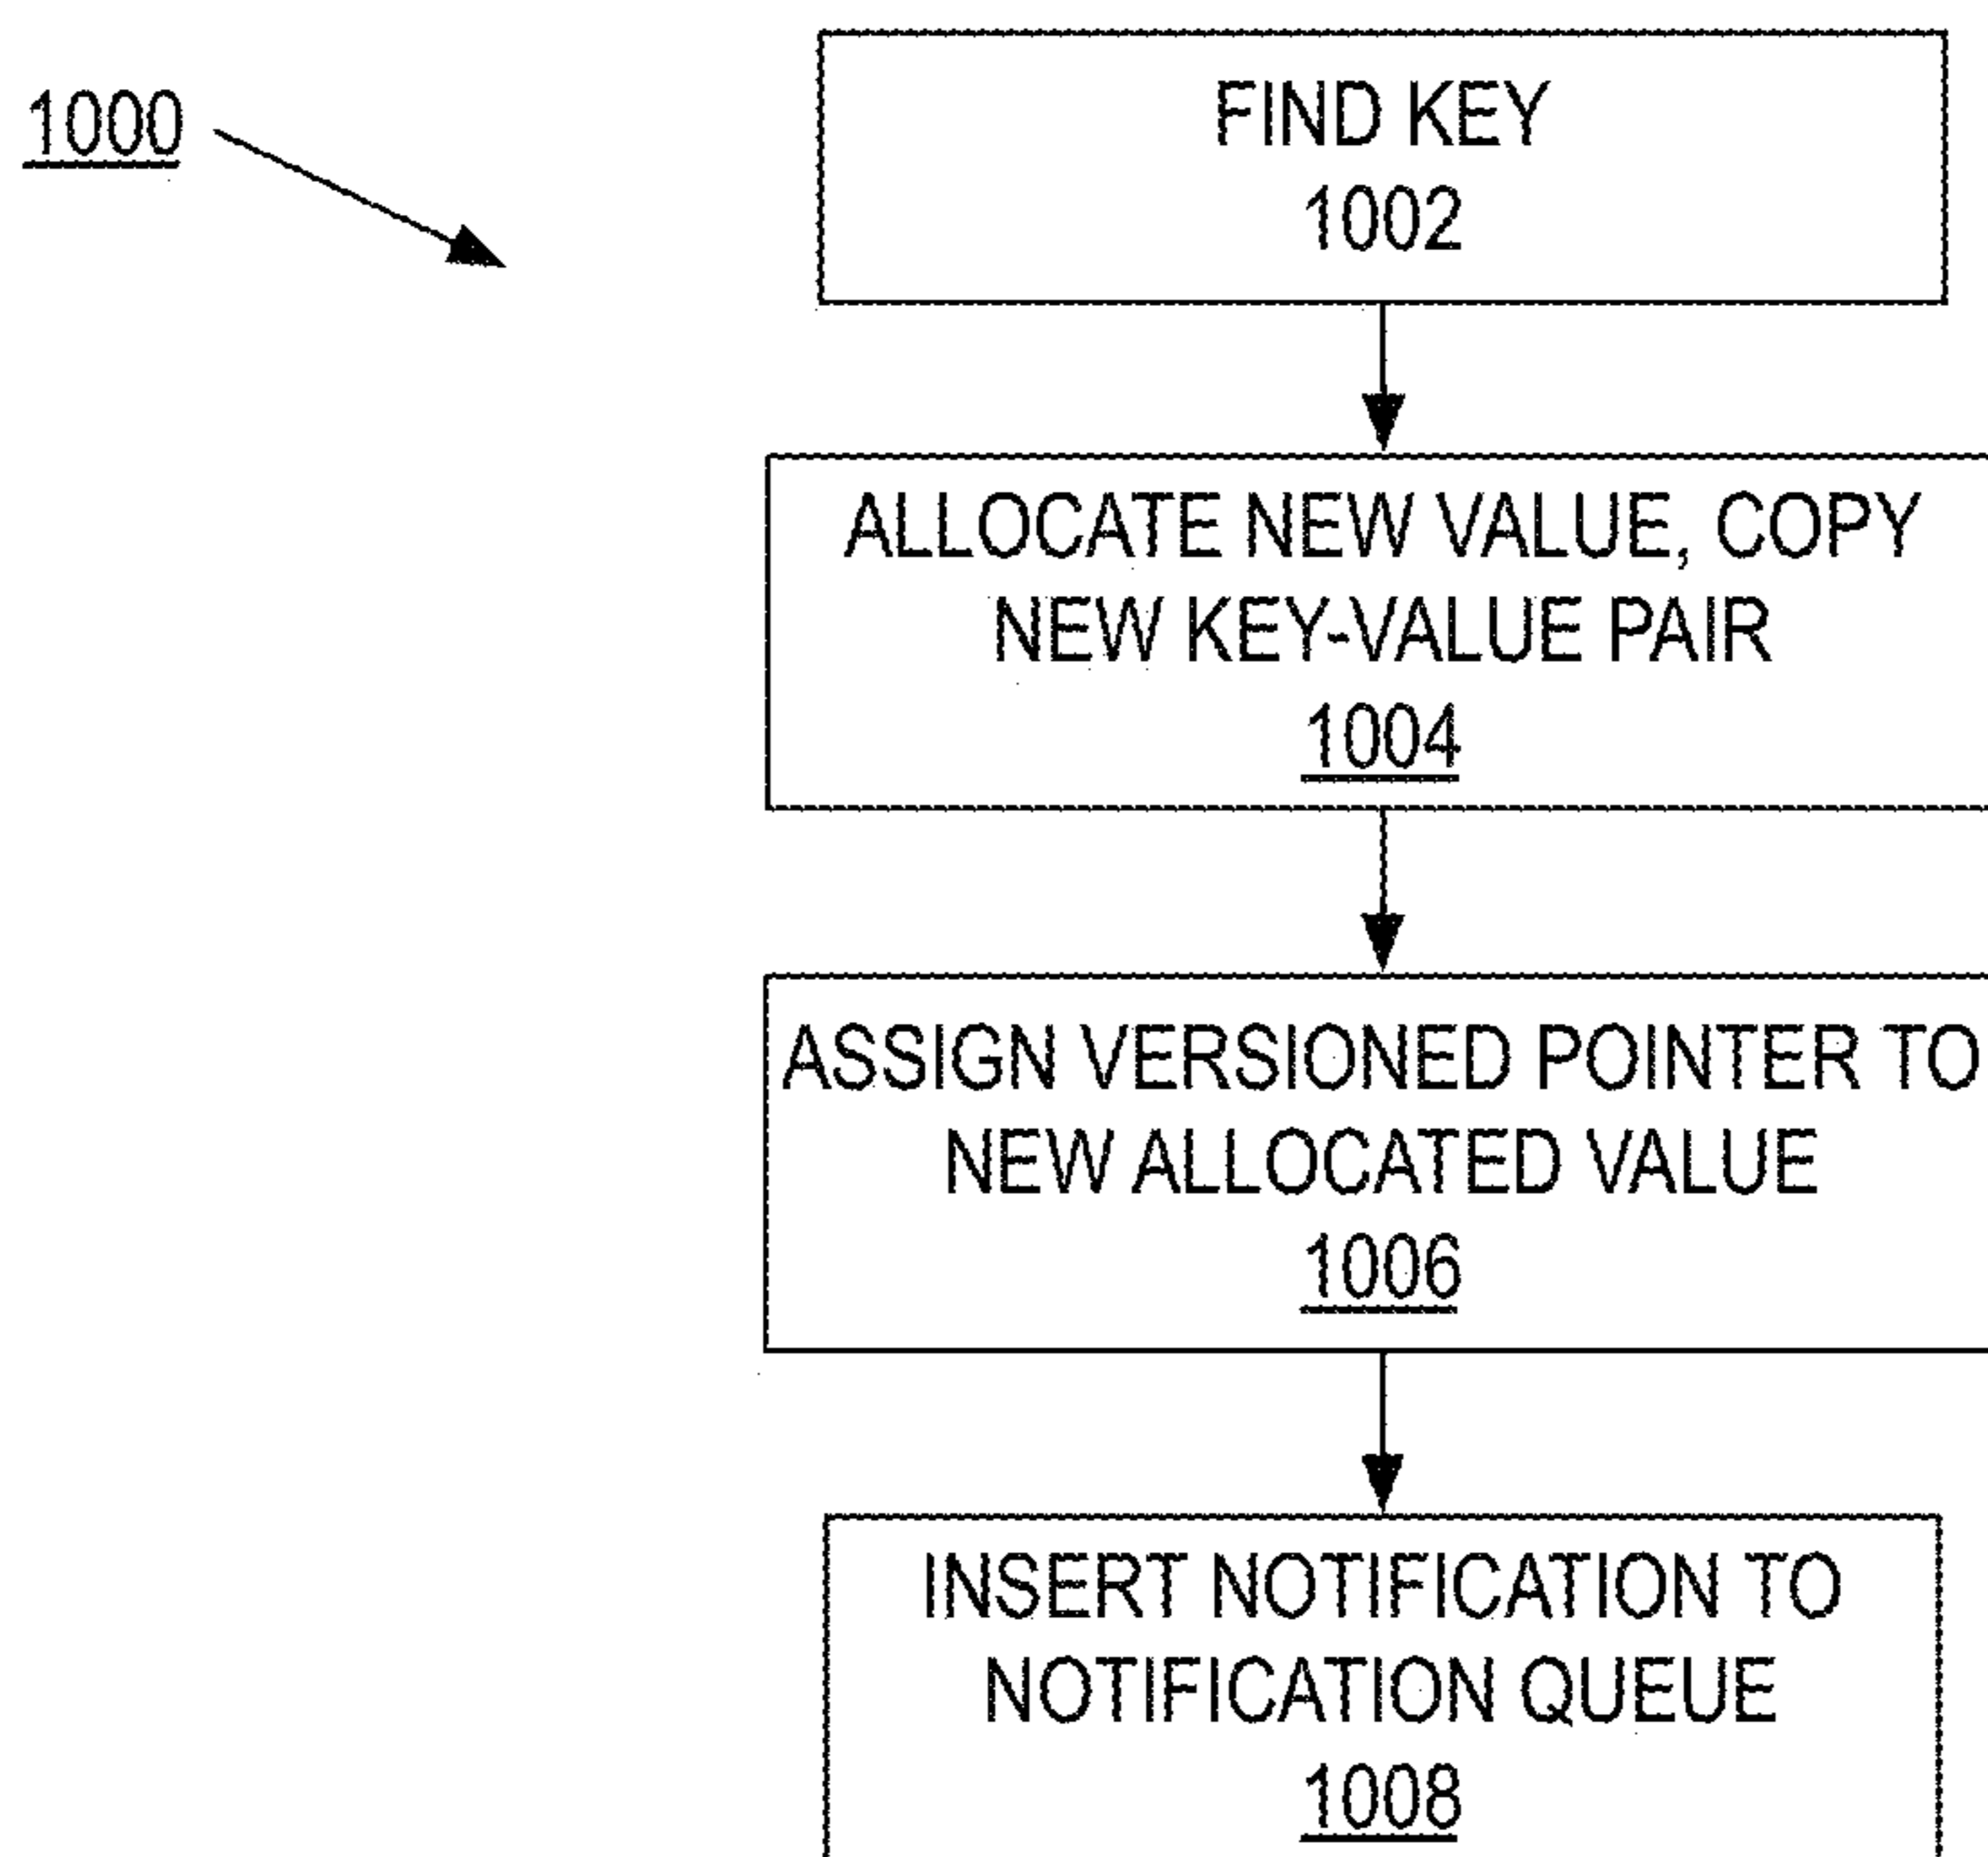 1000
FIND KEY
1002
ALLOCATE NEW VALUE, COPY
NEW KEY-VALUE PAIR
1004
ASSIGN VERSIONED POINTER TO
NEW ALLOCATED VALUE
1006
INSERT NOTIFICATION TO
NOTIFICATION QUEUE
1008